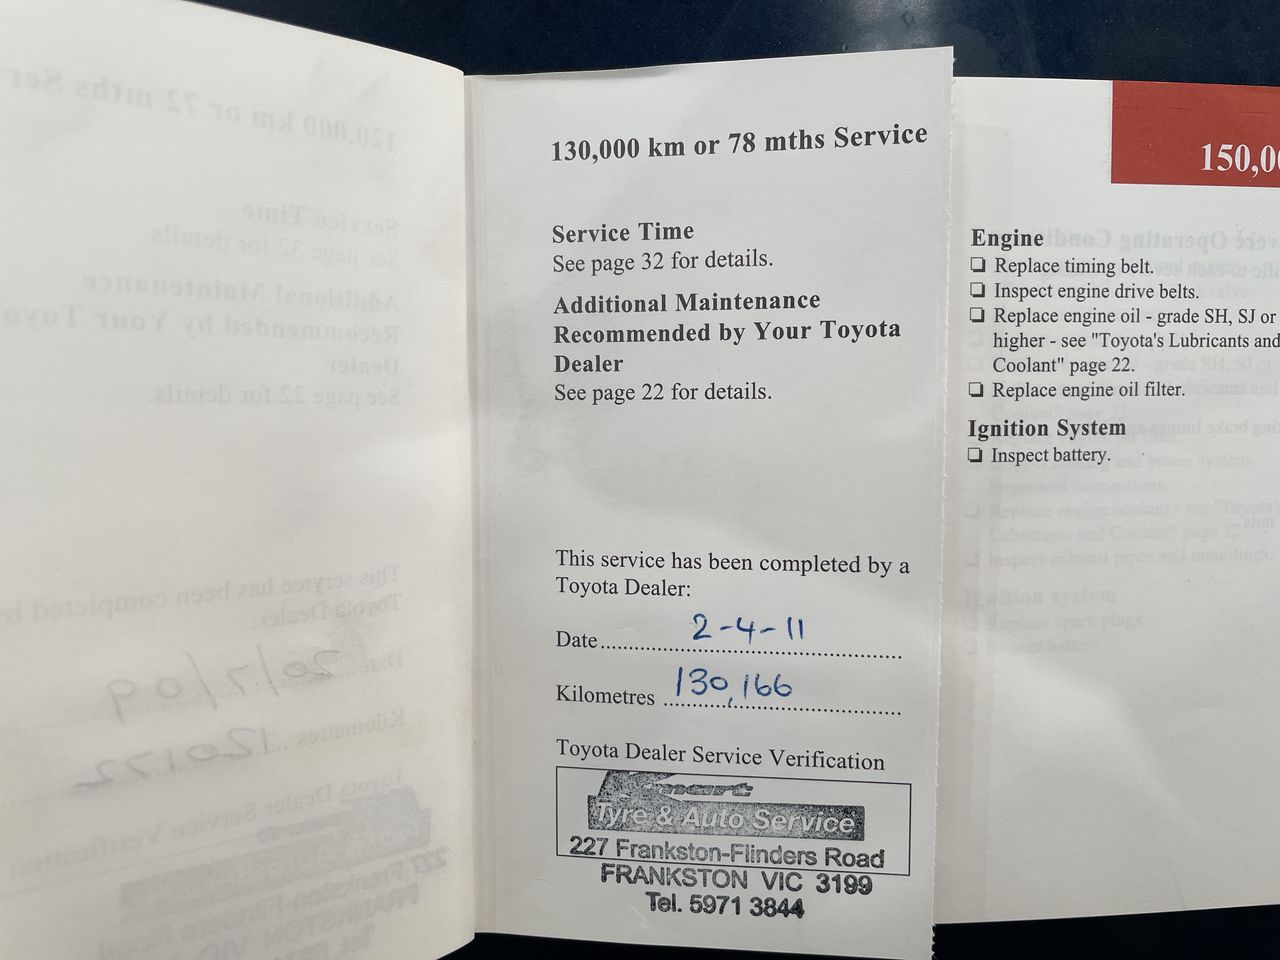 130,000 km or 78 mths Service
Service Time
See page 32 for details.
Additional Maintenance
Recommended by Your Toyota
Dealer
See page 22 for details.
This service has been completed by a
Toyota Dealer:
Date 2-4-11
Kilometres 130,166
Toyota Dealer Service Verification
Kmart
Tyre & Auto Service
227 Frankston-Flinders Road
FRANKSTON VIC 3199
Tel. 5971 3844
150,00
Engine
❑ Replace timing belt.
❑ Inspect engine drive belts.
❑ Replace engine oil - grade SH, SJ or
higher - see "Toyota's Lubricants and
Coolant" page 22.
❑ Replace engine oil filter.
Ignition System
❑ Inspect battery.